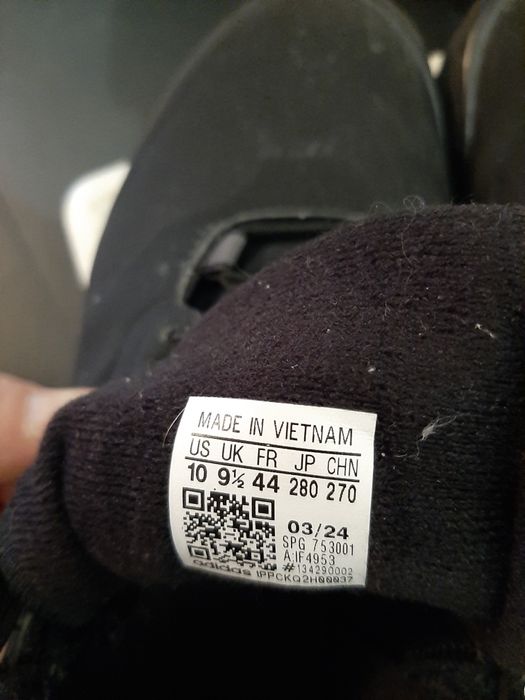 MADE IN VIETNAM
US UK FR JP CHN
10 9½ 44 280 270
03/24
SPG 753001
A:IF4953
#134290002
adidas IPPCKQ2H00037